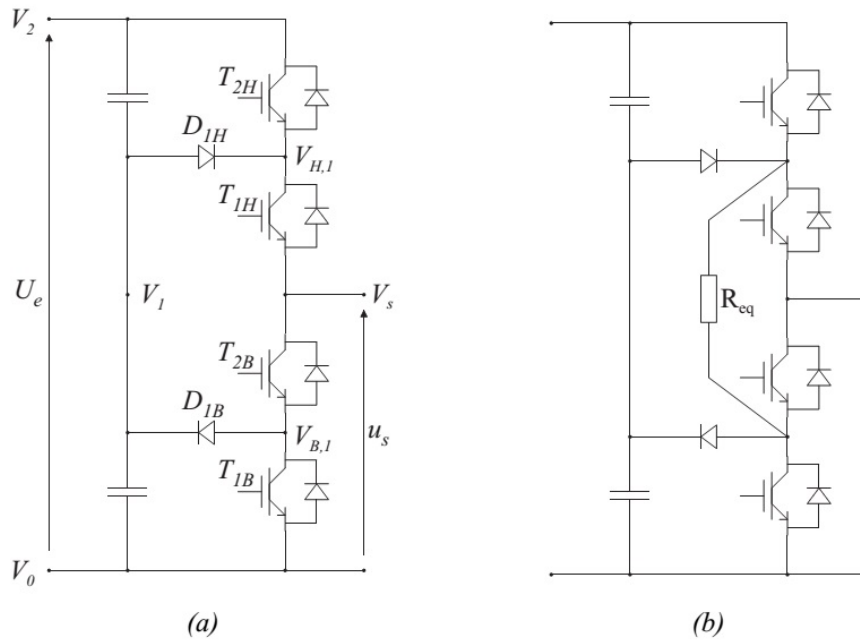 V2
T2H
D1H
VH,1
T1H
Ue
V1
Vs
T2B
D1B
VB,1
us
T1B
V0
(a)
Req
(b)